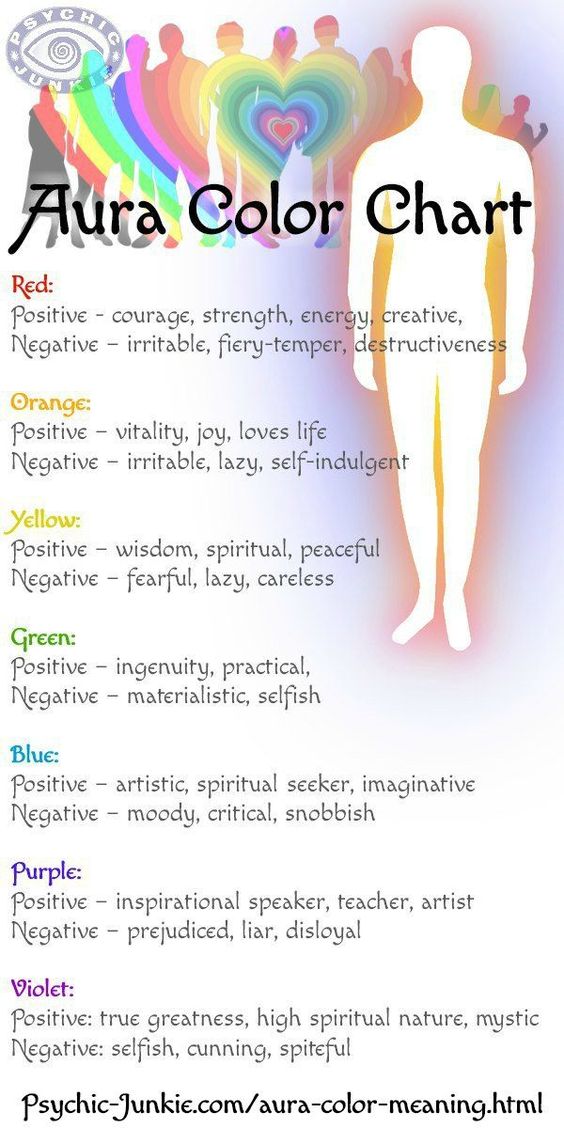 PSYCHIC
JUNKIE
Aura Color Chart
Red:
Positive - courage, strength, energy, creative,
Negative – irritable, fiery-temper, destructiveness
Orange:
Positive – vitality, joy, loves life
Negative – irritable, lazy, self-indulgent
Yellow:
Positive – wisdom, spiritual, peaceful
Negative – fearful, lazy, careless
Green:
Positive – ingenuity, practical,
Negative – materialistic, selfish
Blue:
Positive – artistic, spiritual seeker, imaginative
Negative – moody, critical, snobbish
Purple:
Positive – inspirational speaker, teacher, artist
Negative – prejudiced, liar, disloyal
Violet:
Positive: true greatness, high spiritual nature, mystic
Negative: selfish, cunning, spiteful
Psychic-Junkie.com/aura-color-meaning.html